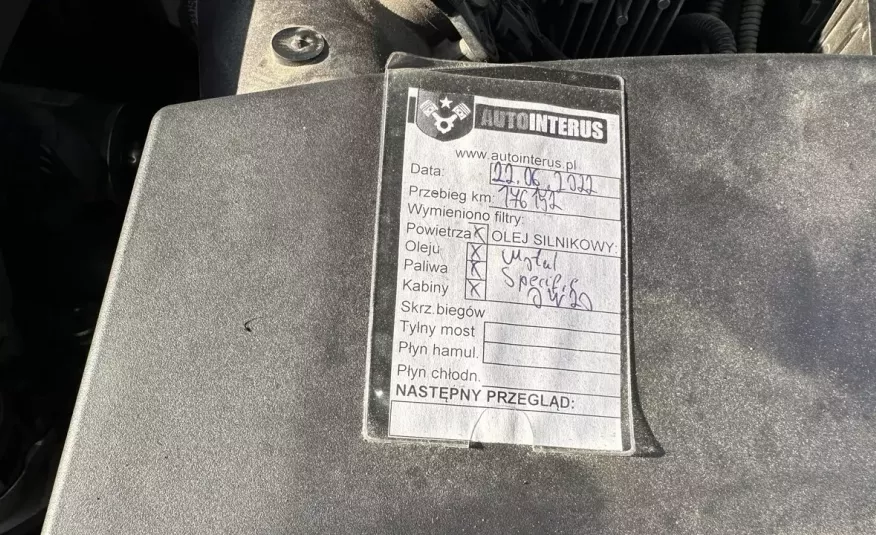 AUTOINTERUS
www.autointerus.pl
Data: 22.06.2022
Przebieg km: 176192
Wymieniono filtry:
Powietrza X OLEJ SILNIKOWY:
Oleju X Motul
Paliwa X Specific
Kabiny X 0W20
Skrz.biegów
Tylny most
Płyn hamul.
Płyn chłodn.
NASTĘPNY PRZEGLĄD: